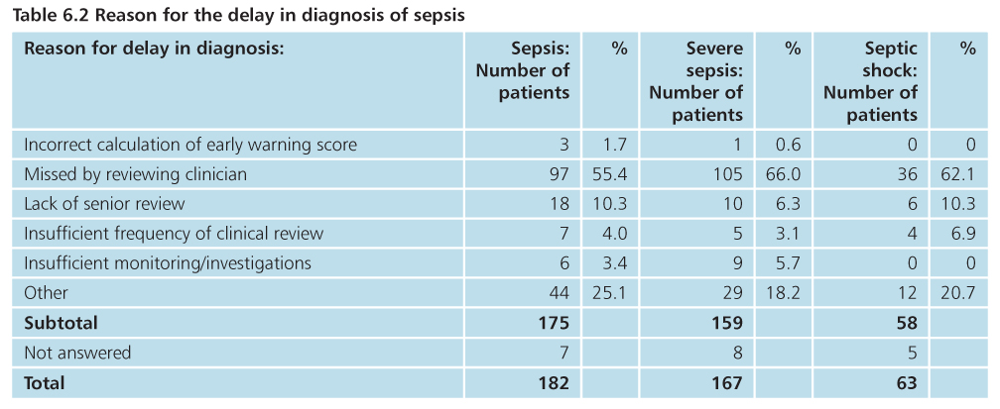 Table 6.2 Reason for the delay in diagnosis of sepsis
Reason for delay in diagnosis: Sepsis: Number of patients % Severe sepsis: Number of patients % Septic shock: Number of patients %
Incorrect calculation of early warning score 3 1.7 1 0.6 0 0
Missed by reviewing clinician 97 55.4 105 66.0 36 62.1
Lack of senior review 18 10.3 10 6.3 6 10.3
Insufficient frequency of clinical review 7 4.0 5 3.1 4 6.9
Insufficient monitoring/investigations 6 3.4 9 5.7 0 0
Other 44 25.1 29 18.2 12 20.7
Subtotal 175 159 58
Not answered 7 8 5
Total 182 167 63